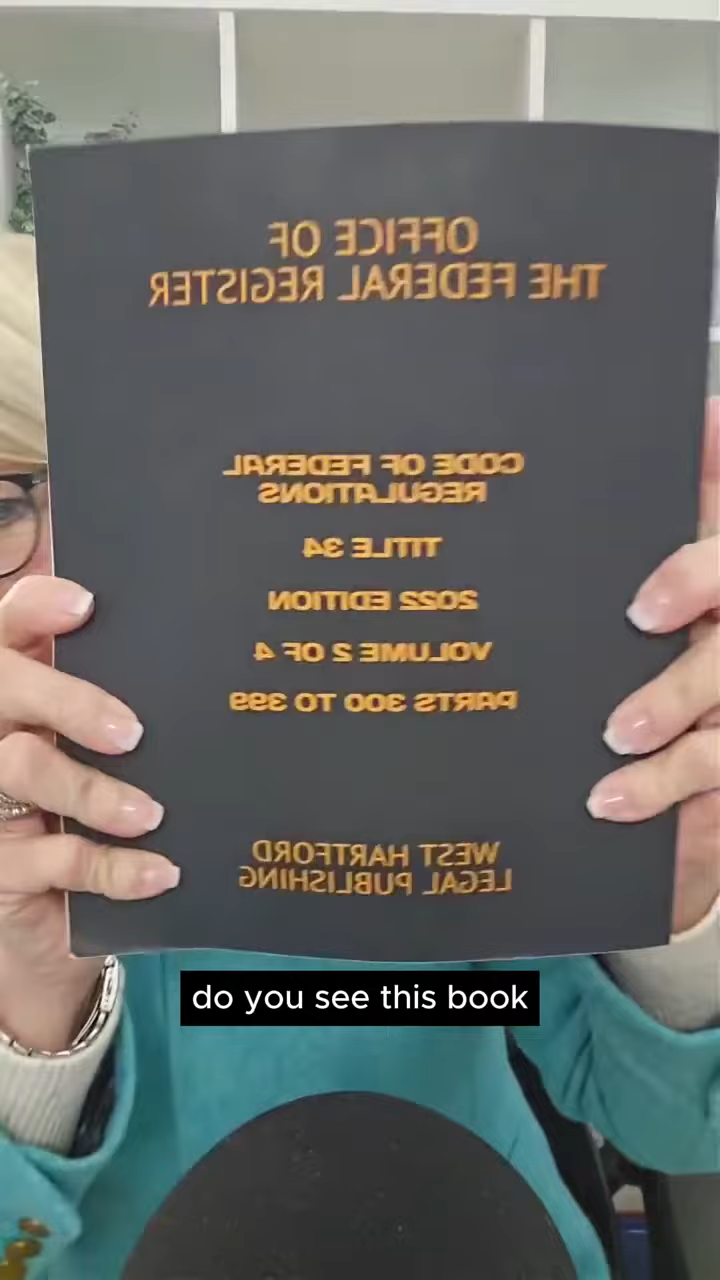 OFFICE OF
THE FEDERAL REGISTER
CODE OF FEDERAL
REGULATIONS
TITLE 34
2022 EDITION
VOLUME 2 OF 4
PARTS 300 TO 399
WEST HARTFORD
LEGAL PUBLISHING
do you see this book